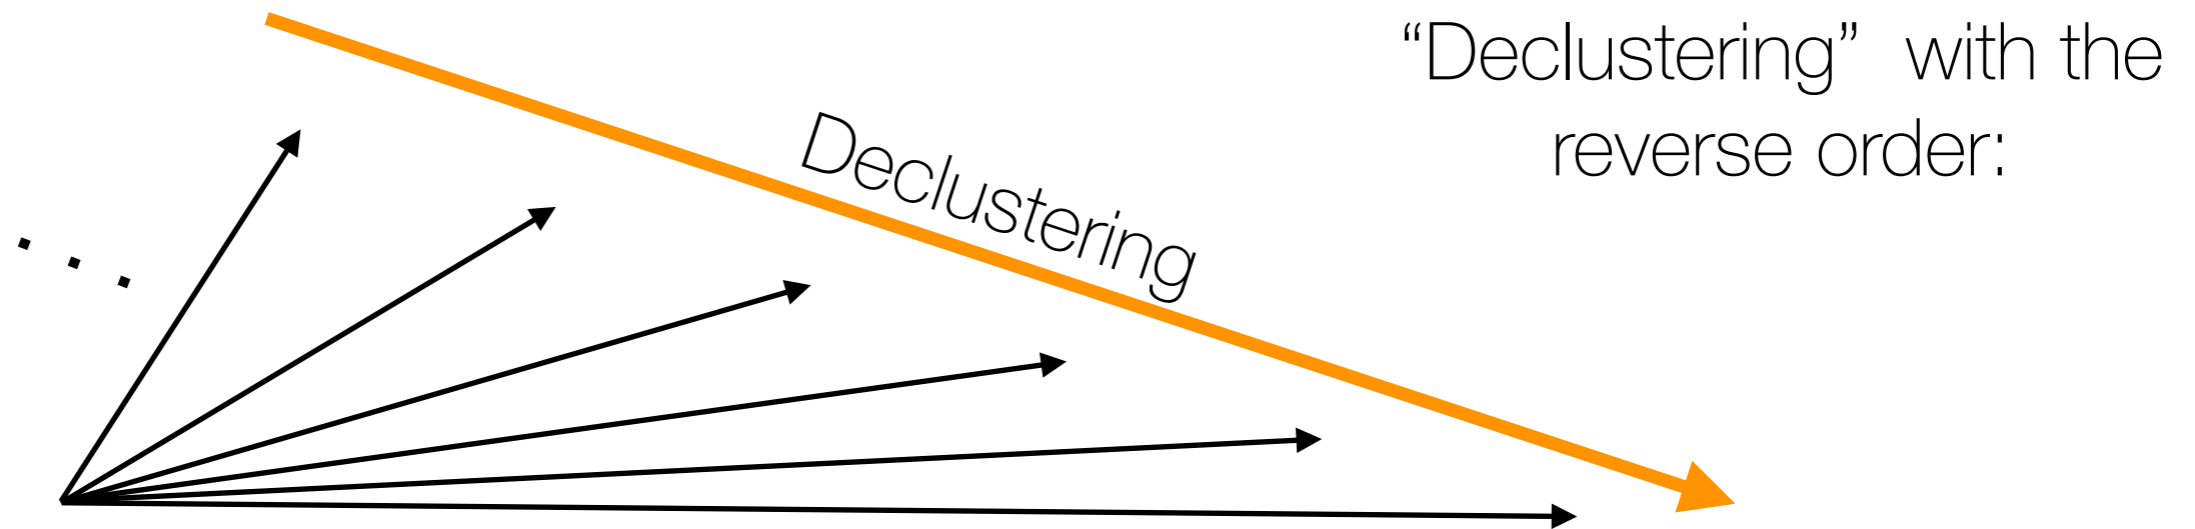 “Declustering” with the
reverse order:
Declustering